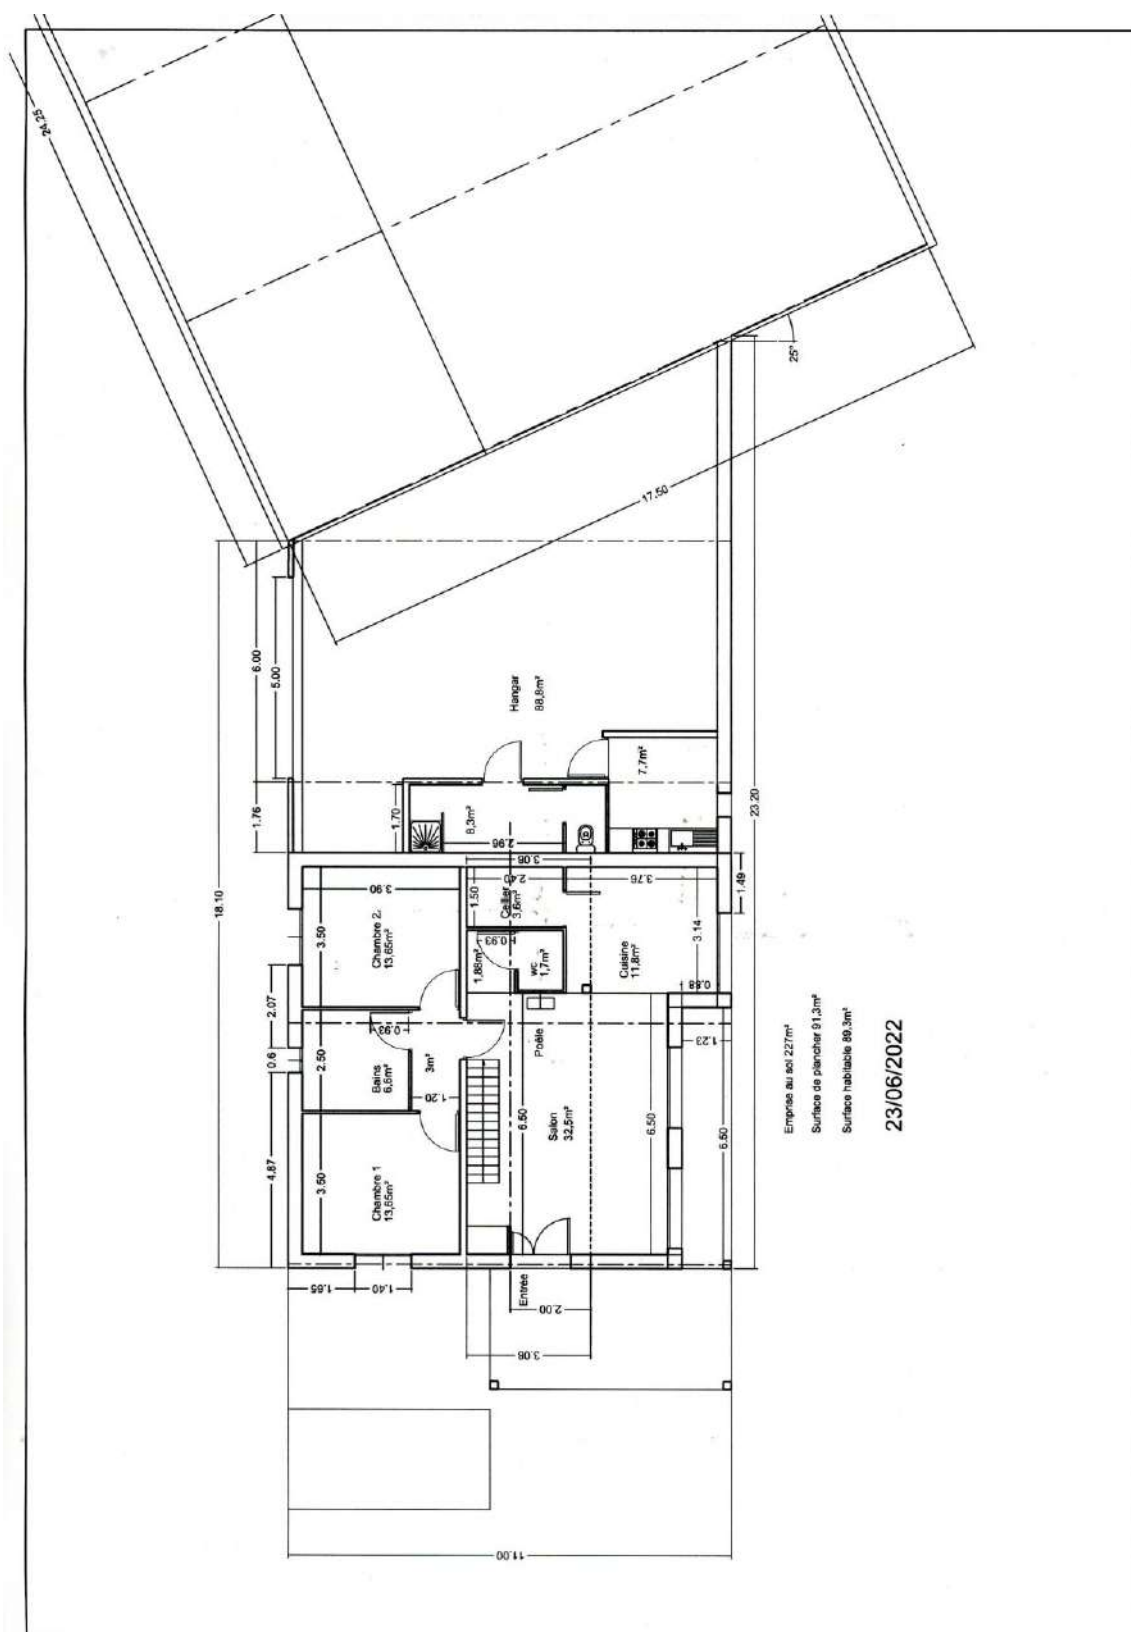 24.25
17.50
25°
18.10
6.00
5.00
1.76
1.70
Hangar
88,8m²
7,7m²
8,3m²
2.96
3.08
23.20
1.49
3.90
2.40
3.76
1.50
Cellier
3,6m²
3.50
Chambre 2.
13,65m²
0.93
1,88m²
wc
1,7m²
Cuisine
11,8m²
3.14
0.88
2.07
0.6
2.50
Bains
6,6m²
0.93
3m²
1.20
Poêle
1.23
4.87
3.50
Chambre 1
13,65m²
6.50
Salon
32,5m²
6.50
6.50
1.65
1.40
Entrée
2.00
3.08
11.00
Emprise au sol 227m²
Surface de plancher 91,3m²
Surface habitable 89,3m²
23/06/2022